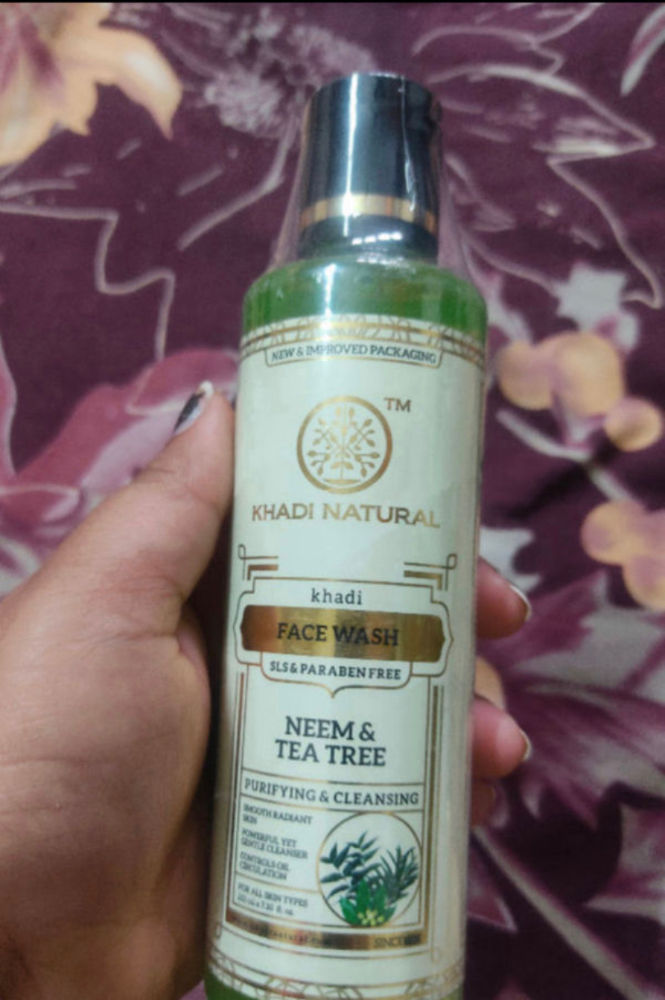 NEW & IMPROVED PACKAGING
TM
KHADI NATURAL
khadi
FACE WASH
SLS & PARABEN FREE
NEEM &
TEA TREE
PURIFYING & CLEANSING
SMOOTH RADIANT
SKIN
POWERFUL YET
GENTLE CLEANSER
CONTROLS OIL
CIRCULATION
FOR ALL SKIN TYPES
SINCE